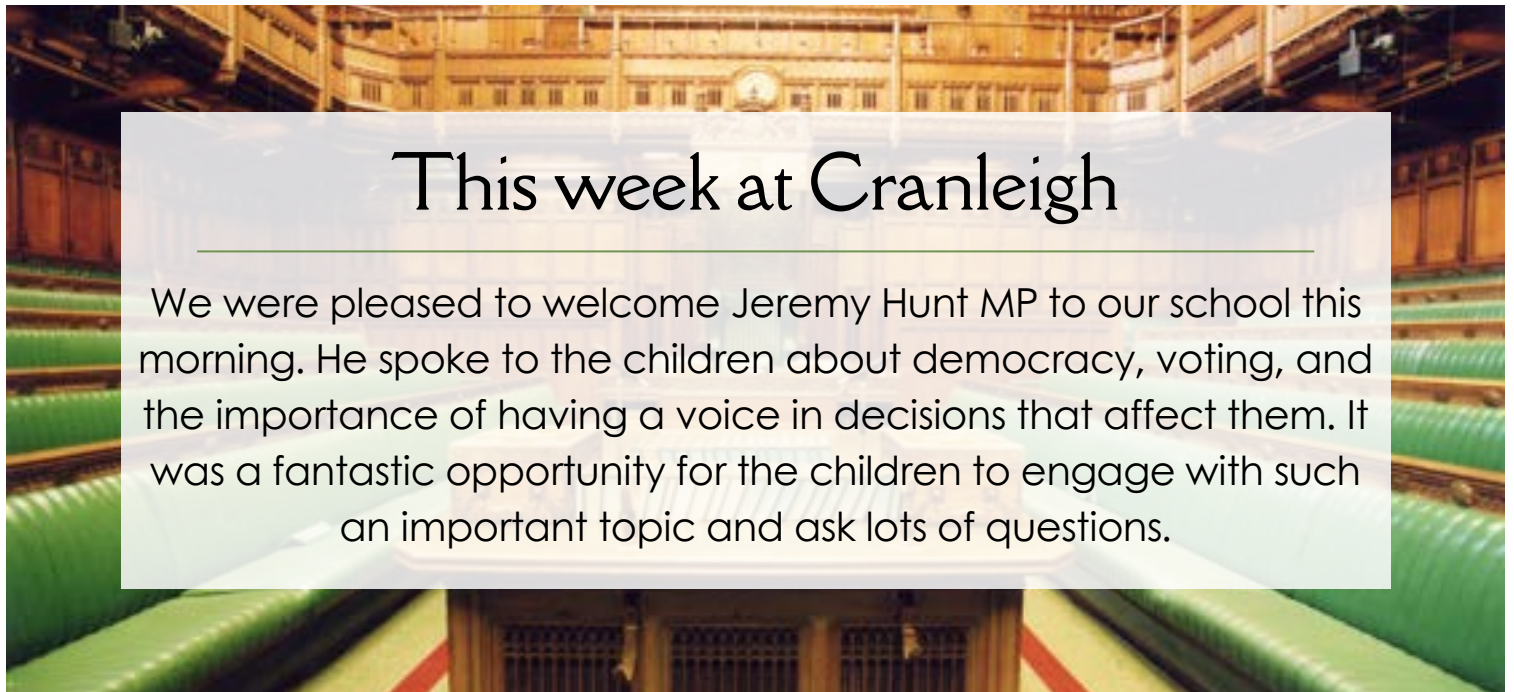 This week at Cranleigh
We were pleased to welcome Jeremy Hunt MP to our school this
morning. He spoke to the children about democracy, voting, and
the importance of having a voice in decisions that affect them. It
was a fantastic opportunity for the children to engage with such
an important topic and ask lots of questions.